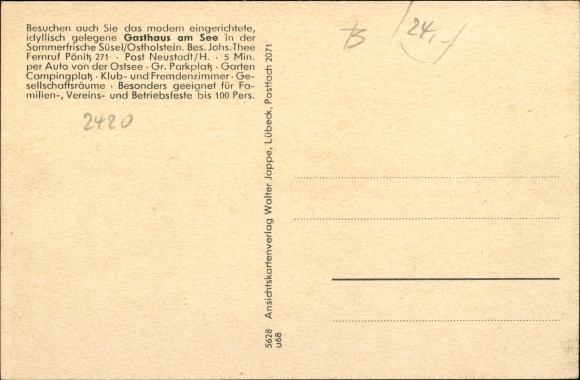 Besuchen auch Sie das modern eingerichtete,
idyllisch gelegene Gasthaus am See in der
Sommerfrische Süsel/Ostholstein. Bes. Johs. Thee
Fernruf Pönitz 271 · Post Neustadt/H. · 5 Min.
per Auto von der Ostsee · Gr. Parkplatz · Garten
Campingplatz · Klub- und Fremdenzimmer · Ge-
sellschaftsräume · Besonders geeignet für Fa-
milien-, Vereins- und Betriebsfeste bis 100 Pers.
2420
24,-
Ansichtskartenverlag Walter Jappe, Lübeck, Postfach 2071
5628
u68